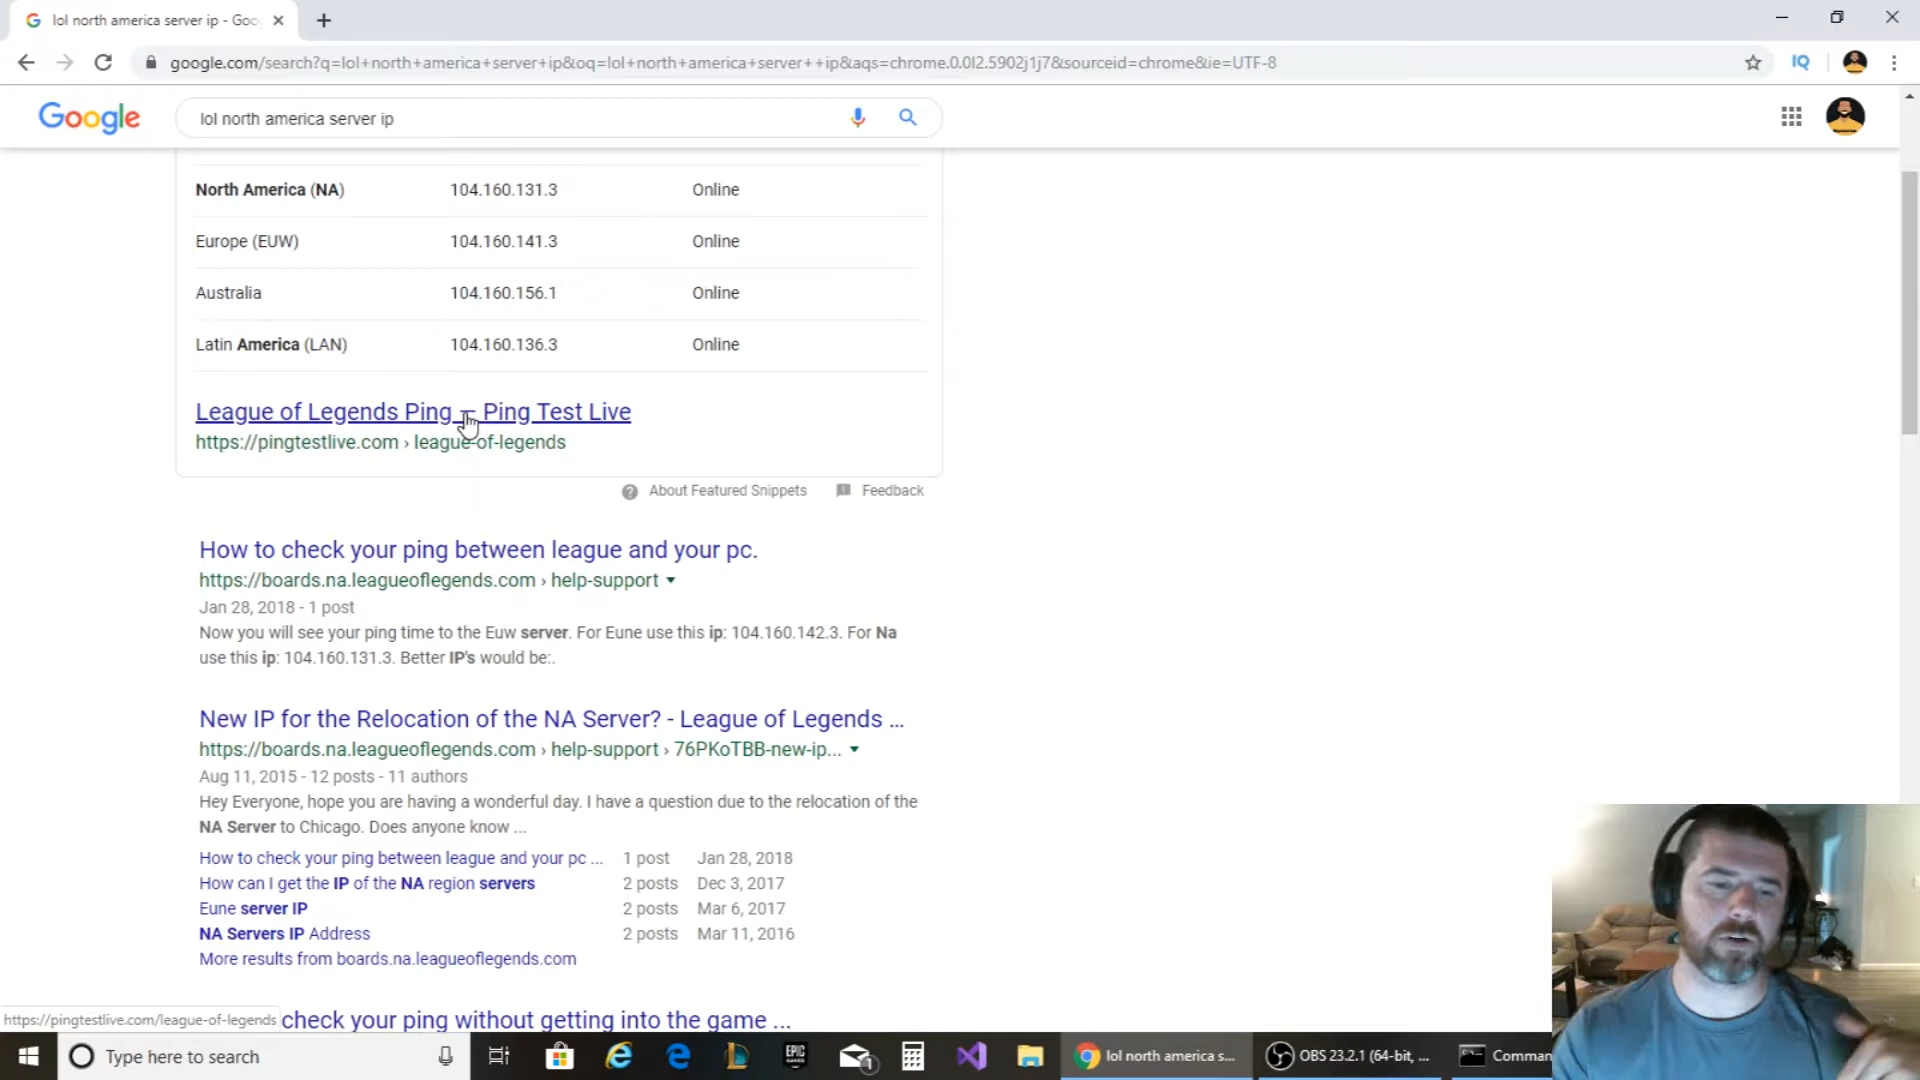 lol north america server ip - Goo
google.com/search?q=lol+north+america+server+ip&oq=lol+north+america+server++ip&aqs=chrome.0.0l2.5902j1j7&sourceid=chrome&ie=UTF-8
IQ
Google
lol north america server ip
North America (NA) 104.160.131.3 Online
Europe (EUW) 104.160.141.3 Online
Australia 104.160.156.1 Online
Latin America (LAN) 104.160.136.3 Online
League of Legends Ping – Ping Test Live
https://pingtestlive.com › league-of-legends
About Featured Snippets Feedback
How to check your ping between league and your pc.
https://boards.na.leagueoflegends.com › help-support
Jan 28, 2018 - 1 post
Now you will see your ping time to the Euw server. For Eune use this ip: 104.160.142.3. For Na
use this ip: 104.160.131.3. Better IP's would be:.
New IP for the Relocation of the NA Server? - League of Legends ...
https://boards.na.leagueoflegends.com › help-support › 76PKoTBB-new-ip...
Aug 11, 2015 - 12 posts - 11 authors
Hey Everyone, hope you are having a wonderful day. I have a question due to the relocation of the
NA Server to Chicago. Does anyone know ...
How to check your ping between league and your pc ... 1 post Jan 28, 2018
How can I get the IP of the NA region servers 2 posts Dec 3, 2017
Eune server IP 2 posts Mar 6, 2017
NA Servers IP Address 2 posts Mar 11, 2016
More results from boards.na.leagueoflegends.com
https://pingtestlive.com/league-of-legends check your ping without getting into the game ...
Type here to search EPIC GAMES 1 lol north america s... OBS 23.2.1 (64-bit, ... Comman